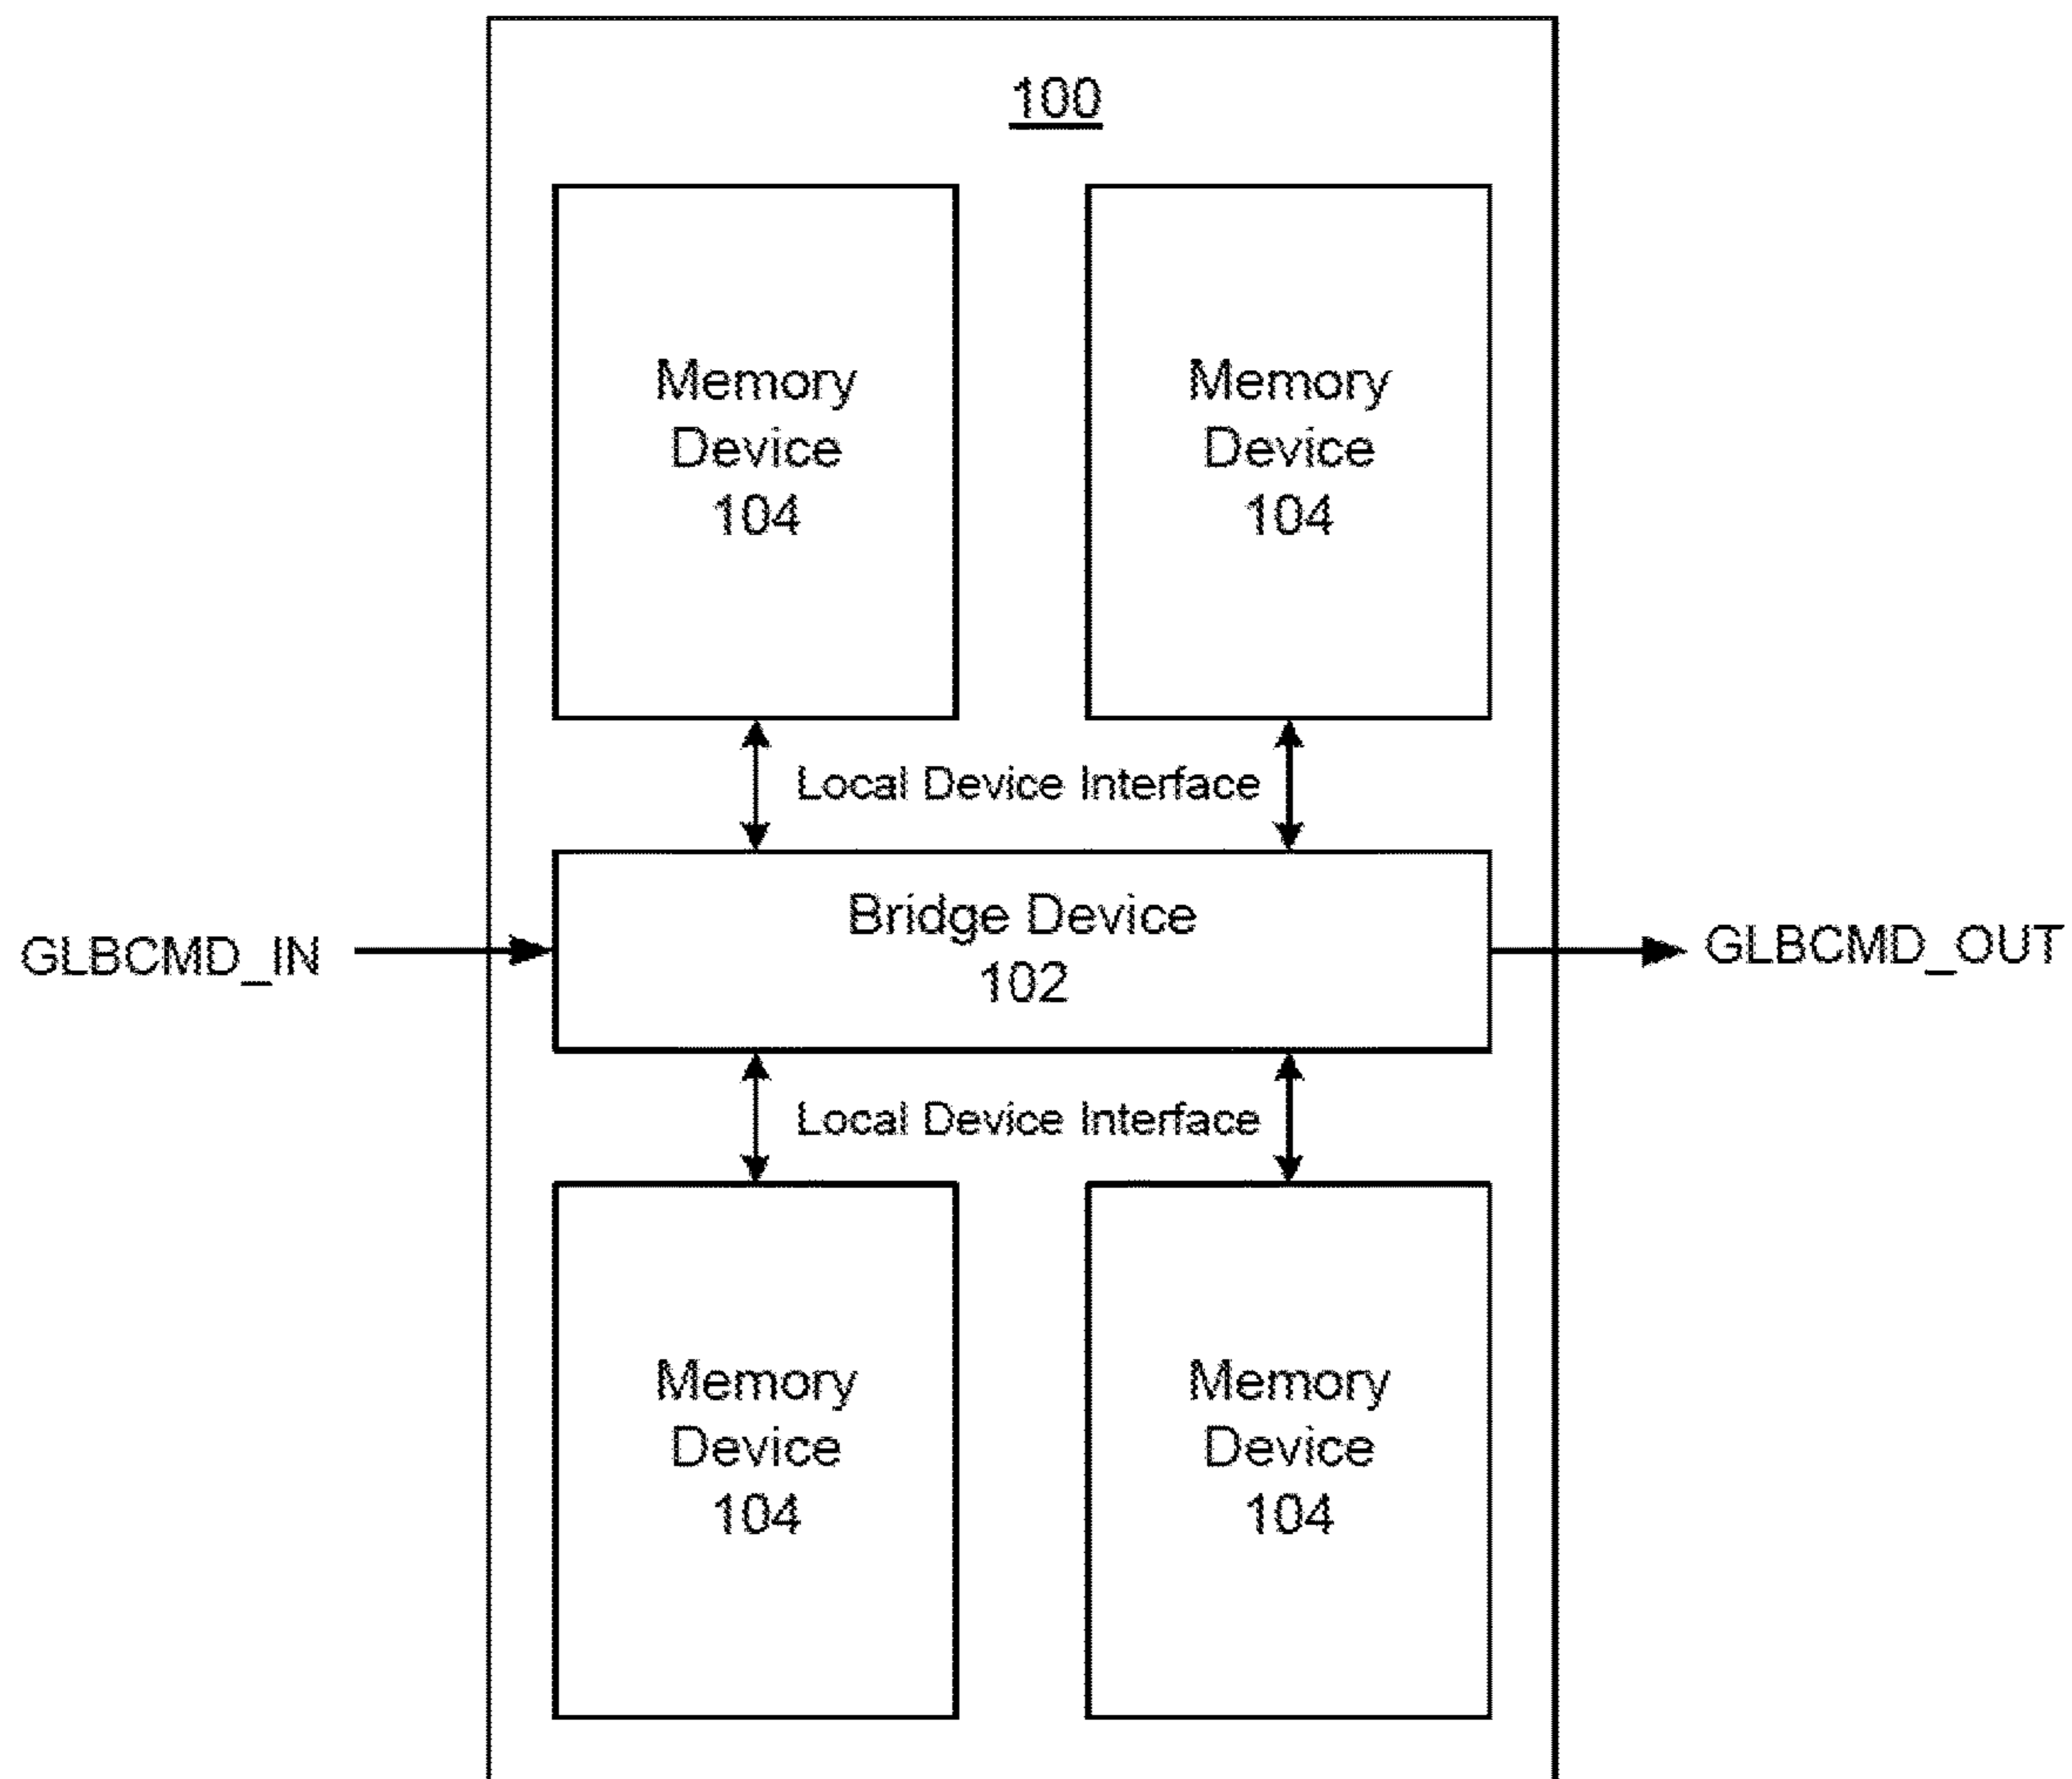 100
Memory
Device
104
Memory
Device
104
Local Device Interface
GLBCMD_IN
Bridge Device
102
GLBCMD_OUT
Local Device Interface
Memory
Device
104
Memory
Device
104